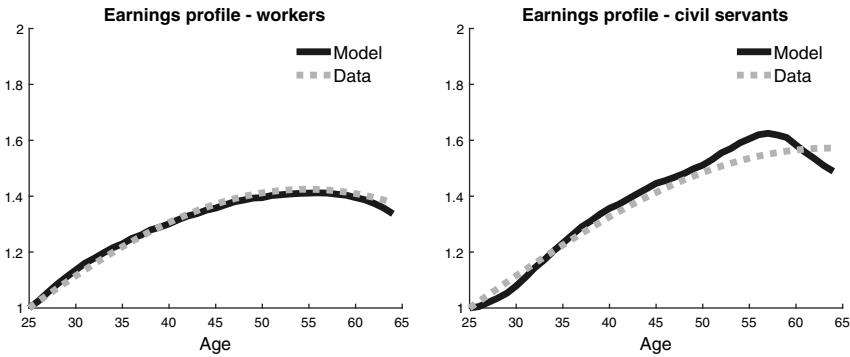 Earnings profile - workers
2
1.8
1.6
1.4
1.2
1
25 30 35 40 45 50 55 60 65
Age
Model
Data
Earnings profile - civil servants
2
1.8
1.6
1.4
1.2
1
25 30 35 40 45 50 55 60 65
Age
Model
Data